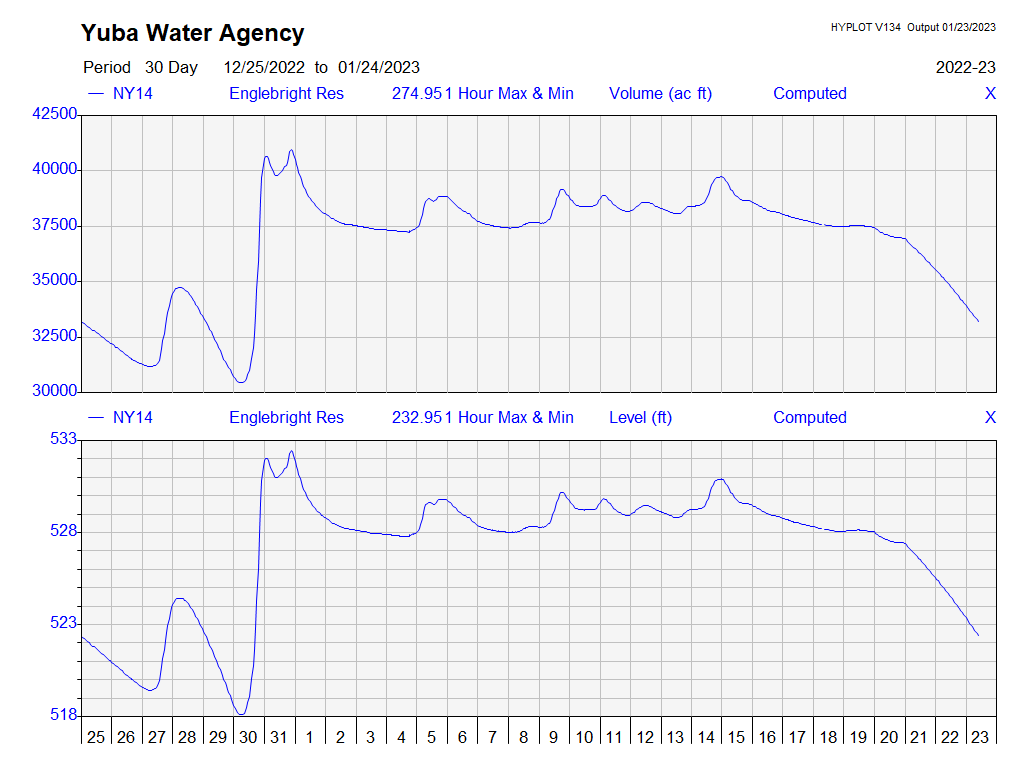 Yuba Water Agency
HYPLOT V134 Output 01/23/2023
Period 30 Day 12/25/2022 to 01/24/2023 2022-23
NY14 Englebright Res 274.951 Hour Max & Min Volume (ac ft) Computed X
42500
40000
37500
35000
32500
30000
NY14 Englebright Res 232.951 Hour Max & Min Level (ft) Computed X
533
528
523
518
25 26 27 28 29 30 31 1 2 3 4 5 6 7 8 9 10 11 12 13 14 15 16 17 18 19 20 21 22 23